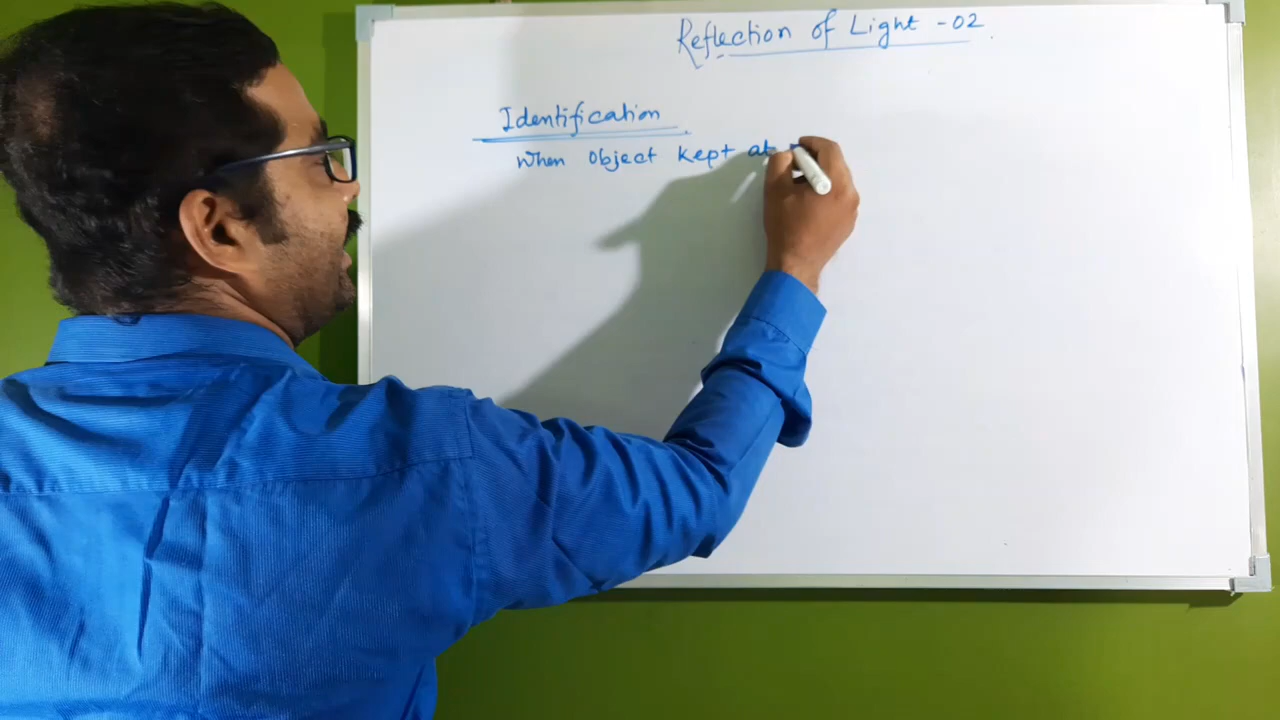 Reflection of Light - 02
Identification
When Object kept at